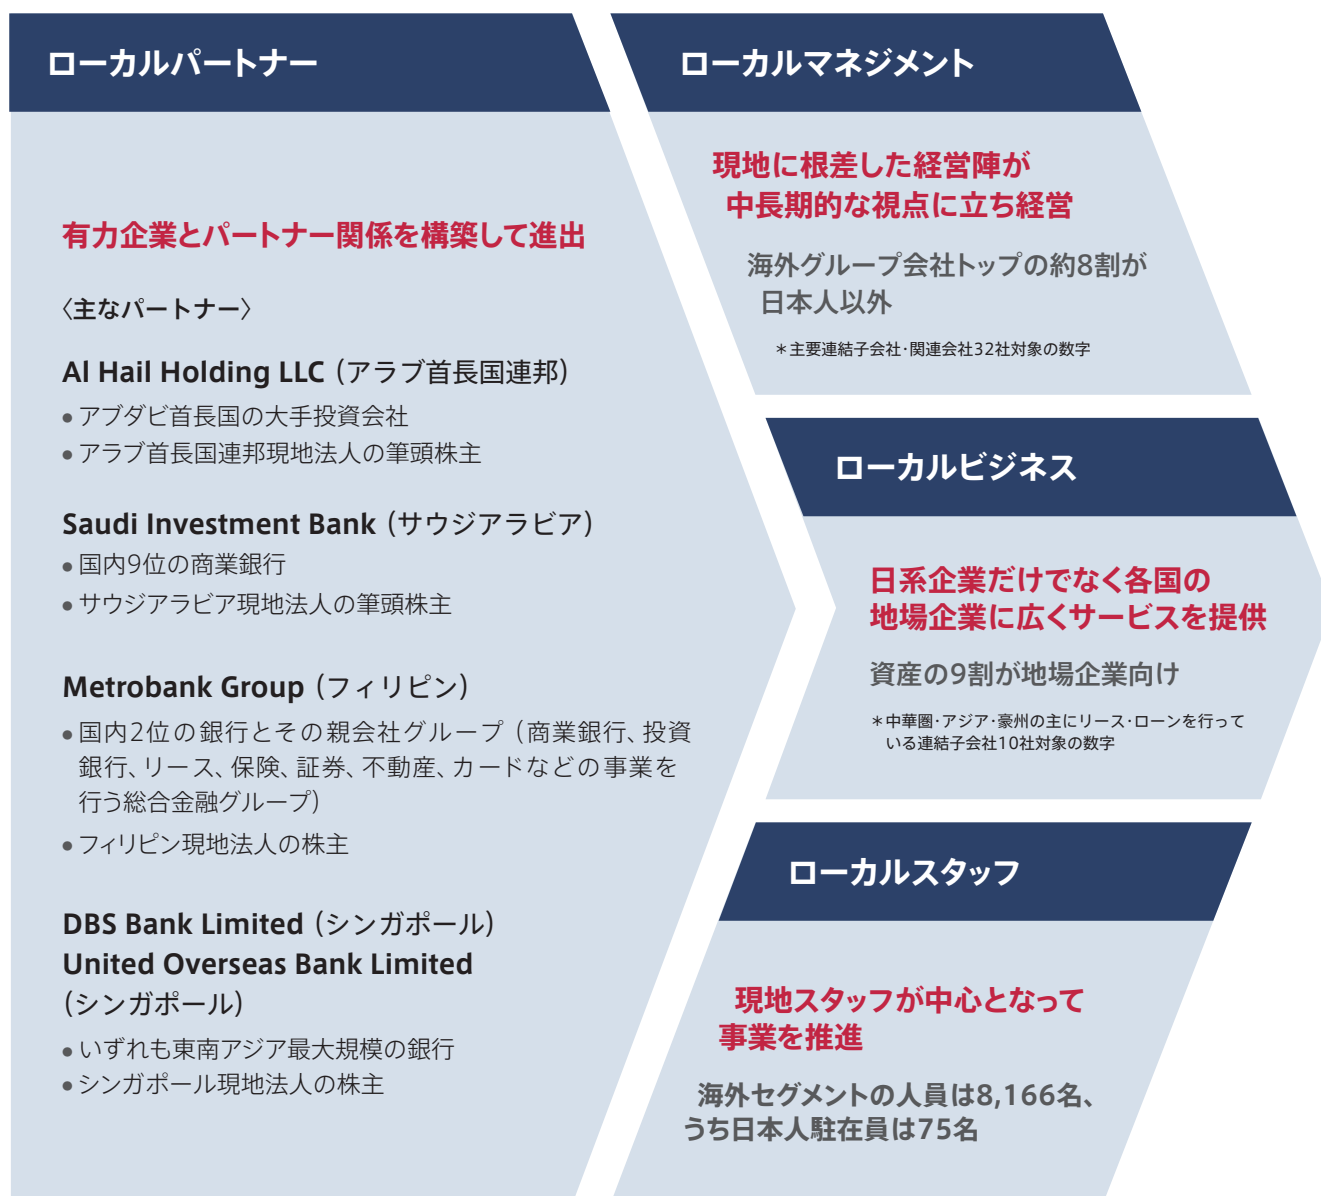 ローカルパートナー
有力企業とパートナー関係を構築して進出
〈主なパートナー〉
Al Hail Holding LLC（アラブ首長国連邦）
● アブダビ首長国の大手投資会社
● アラブ首長国連邦現地法人の筆頭株主
Saudi Investment Bank（サウジアラビア）
● 国内9位の商業銀行
● サウジアラビア現地法人の筆頭株主
Metrobank Group（フィリピン）
● 国内2位の銀行とその親会社グループ（商業銀行、投資
銀行、リース、保険、証券、不動産、カードなどの事業を
行う総合金融グループ）
● フィリピン現地法人の株主
DBS Bank Limited（シンガポール）
United Overseas Bank Limited
（シンガポール）
● いずれも東南アジア最大規模の銀行
● シンガポール現地法人の株主
ローカルマネジメント
現地に根差した経営陣が
中長期的な視点に立ち経営
海外グループ会社トップの約8割が
日本人以外
＊主要連結子会社・関連会社32社対象の数字
ローカルビジネス
日系企業だけでなく各国の
地場企業に広くサービスを提供
資産の9割が地場企業向け
＊中華圏・アジア・豪州の主にリース・ローンを行って
いる連結子会社10社対象の数字
ローカルスタッフ
現地スタッフが中心となって
事業を推進
海外セグメントの人員は8,166名、
うち日本人駐在員は75名